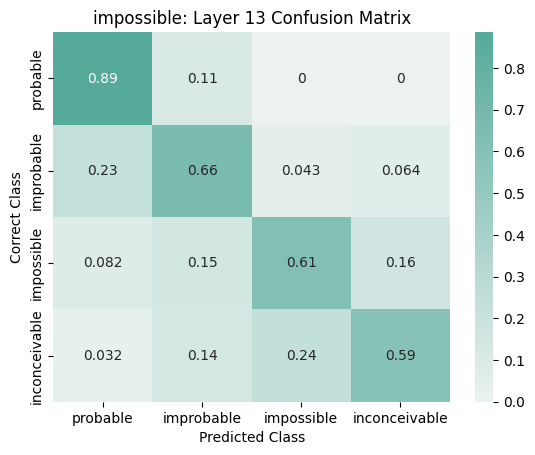 impossible: Layer 13 Confusion Matrix
Correct Class
probable
0.89 0.11 0 0
improbable
0.23 0.66 0.043 0.064
impossible
0.082 0.15 0.61 0.16
inconceivable
0.032 0.14 0.24 0.59
probable improbable impossible inconceivable
Predicted Class
0.8
0.7
0.6
0.5
0.4
0.3
0.2
0.1
0.0